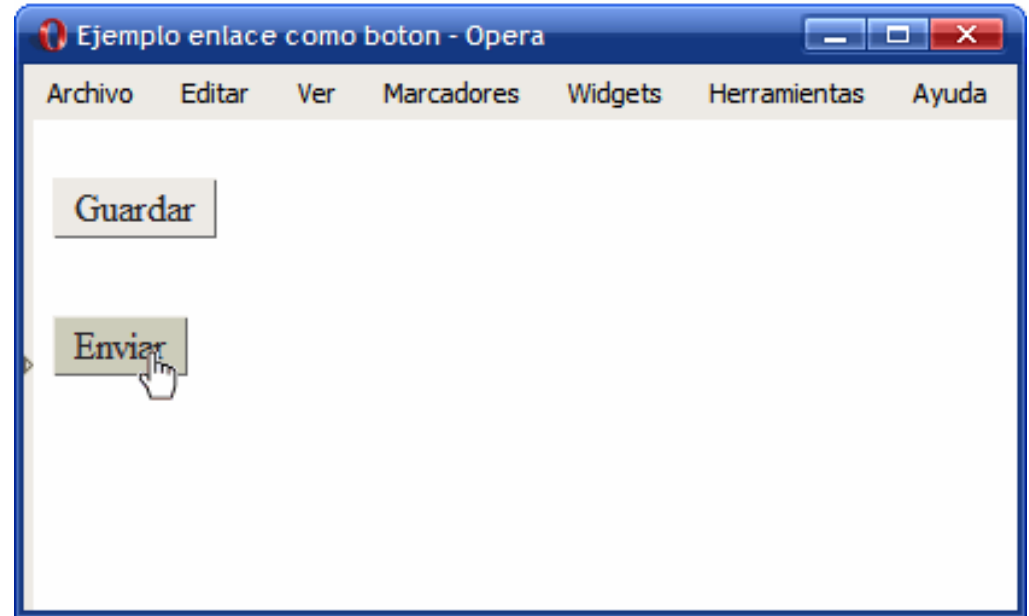 Ejemplo enlace como boton - Opera
Archivo Editar Ver Marcadores Widgets Herramientas Ayuda
Guardar
Enviar